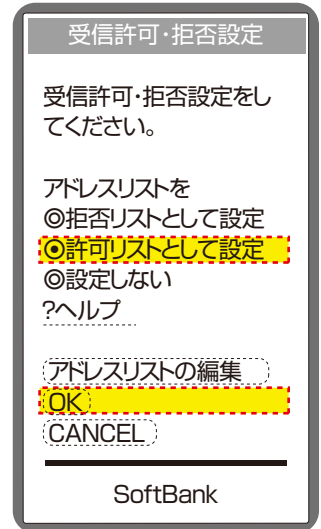 受信許可・拒否設定
受信許可・拒否設定をし
てください。
アドレスリストを
◎拒否リストとして設定
◉許可リストとして設定
◎設定しない
?ヘルプ
アドレスリストの編集
OK
CANCEL
SoftBank